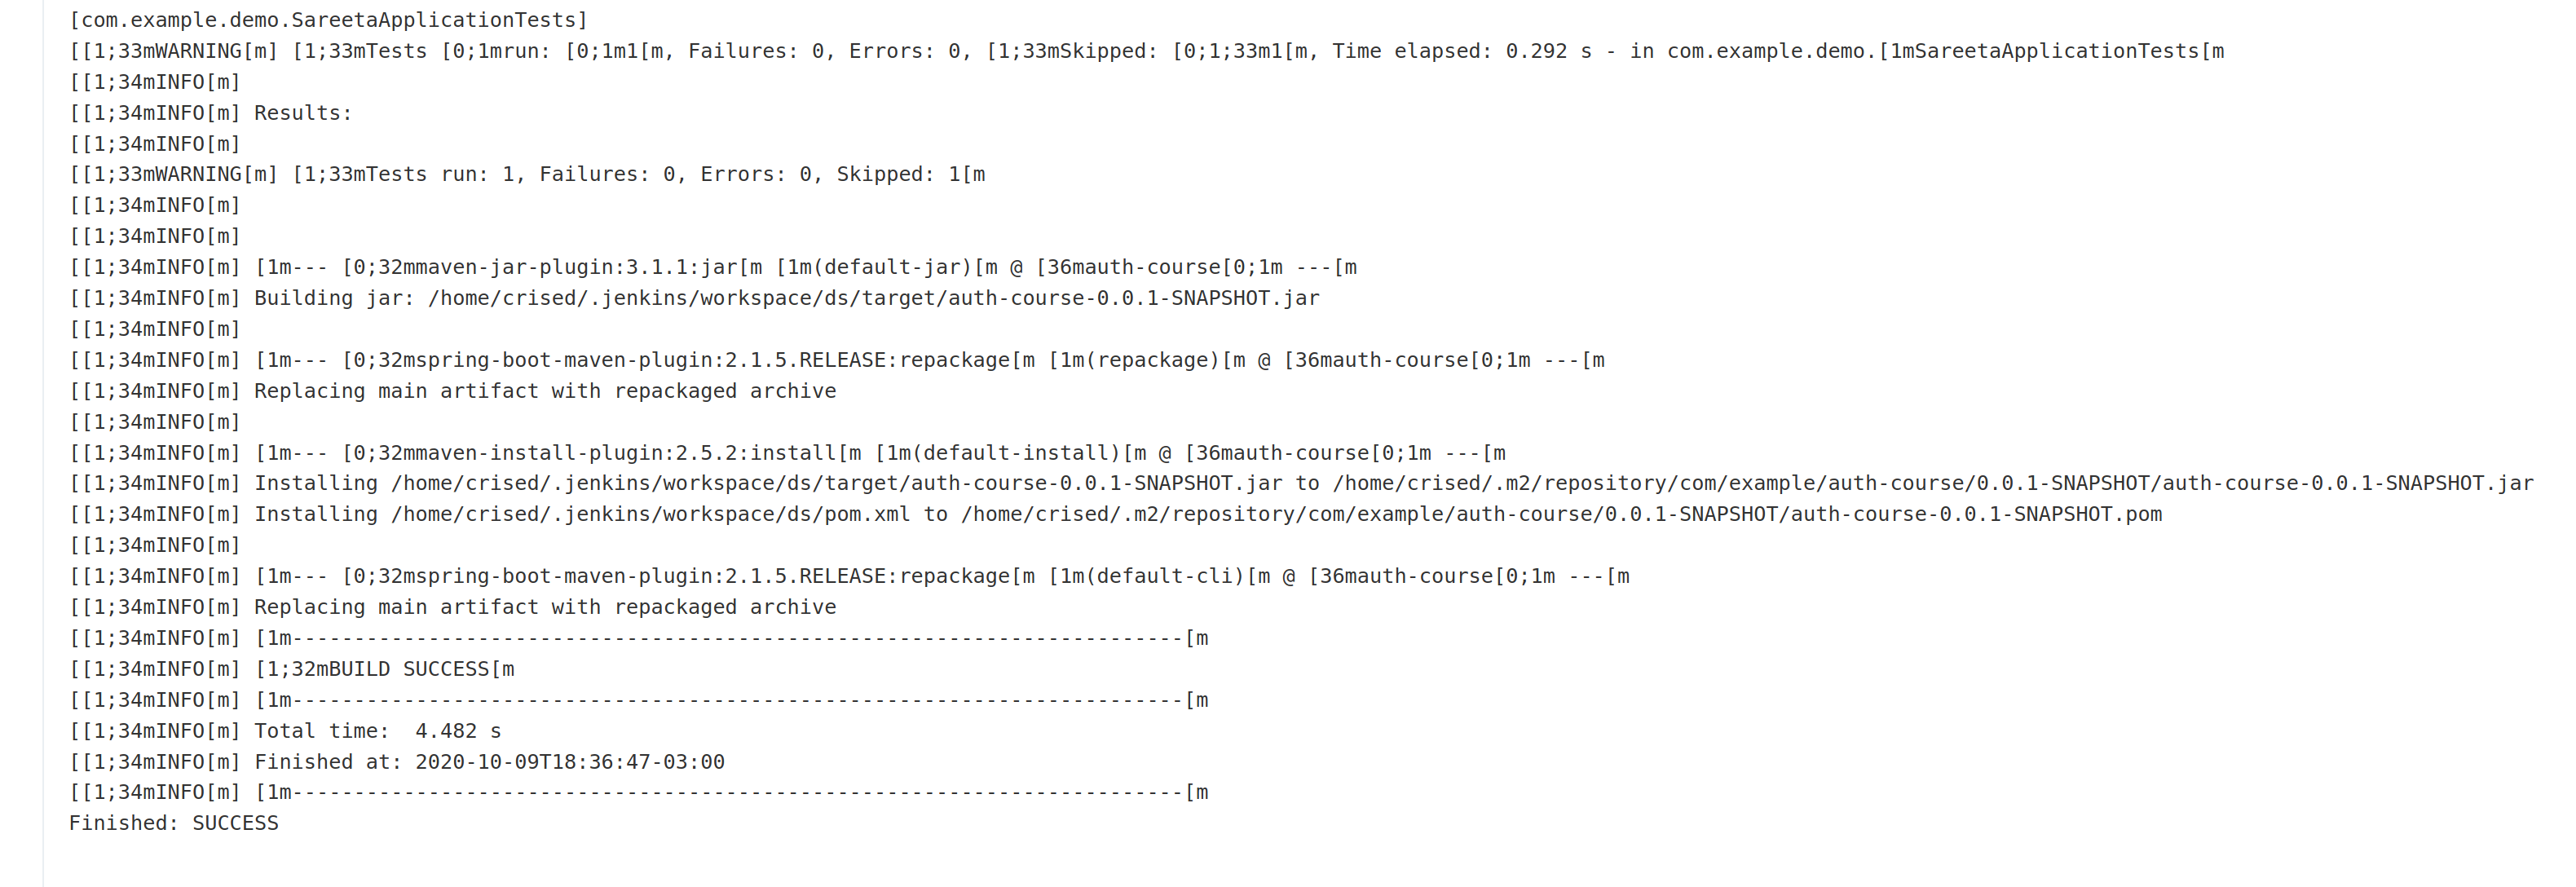 [com.example.demo.SareetaApplicationTests]
[[1;33mWARNING[m] [1;33mTests [0;1mrun: [0;1m1[m, Failures: 0, Errors: 0, [1;33mSkipped: [0;1;33m1[m, Time elapsed: 0.292 s - in com.example.demo.[1mSareetaApplicationTests[m
[[1;34mINFO[m]
[[1;34mINFO[m] Results:
[[1;34mINFO[m]
[[1;33mWARNING[m] [1;33mTests run: 1, Failures: 0, Errors: 0, Skipped: 1[m
[[1;34mINFO[m]
[[1;34mINFO[m]
[[1;34mINFO[m] [1m--- [0;32mmaven-jar-plugin:3.1.1:jar[m [1m(default-jar)[m @ [36mauth-course[0;1m ---[m
[[1;34mINFO[m] Building jar: /home/crised/.jenkins/workspace/ds/target/auth-course-0.0.1-SNAPSHOT.jar
[[1;34mINFO[m]
[[1;34mINFO[m] [1m--- [0;32mspring-boot-maven-plugin:2.1.5.RELEASE:repackage[m [1m(repackage)[m @ [36mauth-course[0;1m ---[m
[[1;34mINFO[m] Replacing main artifact with repackaged archive
[[1;34mINFO[m]
[[1;34mINFO[m] [1m--- [0;32mmaven-install-plugin:2.5.2:install[m [1m(default-install)[m @ [36mauth-course[0;1m ---[m
[[1;34mINFO[m] Installing /home/crised/.jenkins/workspace/ds/target/auth-course-0.0.1-SNAPSHOT.jar to /home/crised/.m2/repository/com/example/auth-course/0.0.1-SNAPSHOT/auth-course-0.0.1-SNAPSHOT.jar
[[1;34mINFO[m] Installing /home/crised/.jenkins/workspace/ds/pom.xml to /home/crised/.m2/repository/com/example/auth-course/0.0.1-SNAPSHOT/auth-course-0.0.1-SNAPSHOT.pom
[[1;34mINFO[m]
[[1;34mINFO[m] [1m--- [0;32mspring-boot-maven-plugin:2.1.5.RELEASE:repackage[m [1m(default-cli)[m @ [36mauth-course[0;1m ---[m
[[1;34mINFO[m] Replacing main artifact with repackaged archive
[[1;34mINFO[m] [1m------------------------------------------------------------------------[m
[[1;34mINFO[m] [1;32mBUILD SUCCESS[m
[[1;34mINFO[m] [1m------------------------------------------------------------------------[m
[[1;34mINFO[m] Total time:  4.482 s
[[1;34mINFO[m] Finished at: 2020-10-09T18:36:47-03:00
[[1;34mINFO[m] [1m------------------------------------------------------------------------[m
Finished: SUCCESS